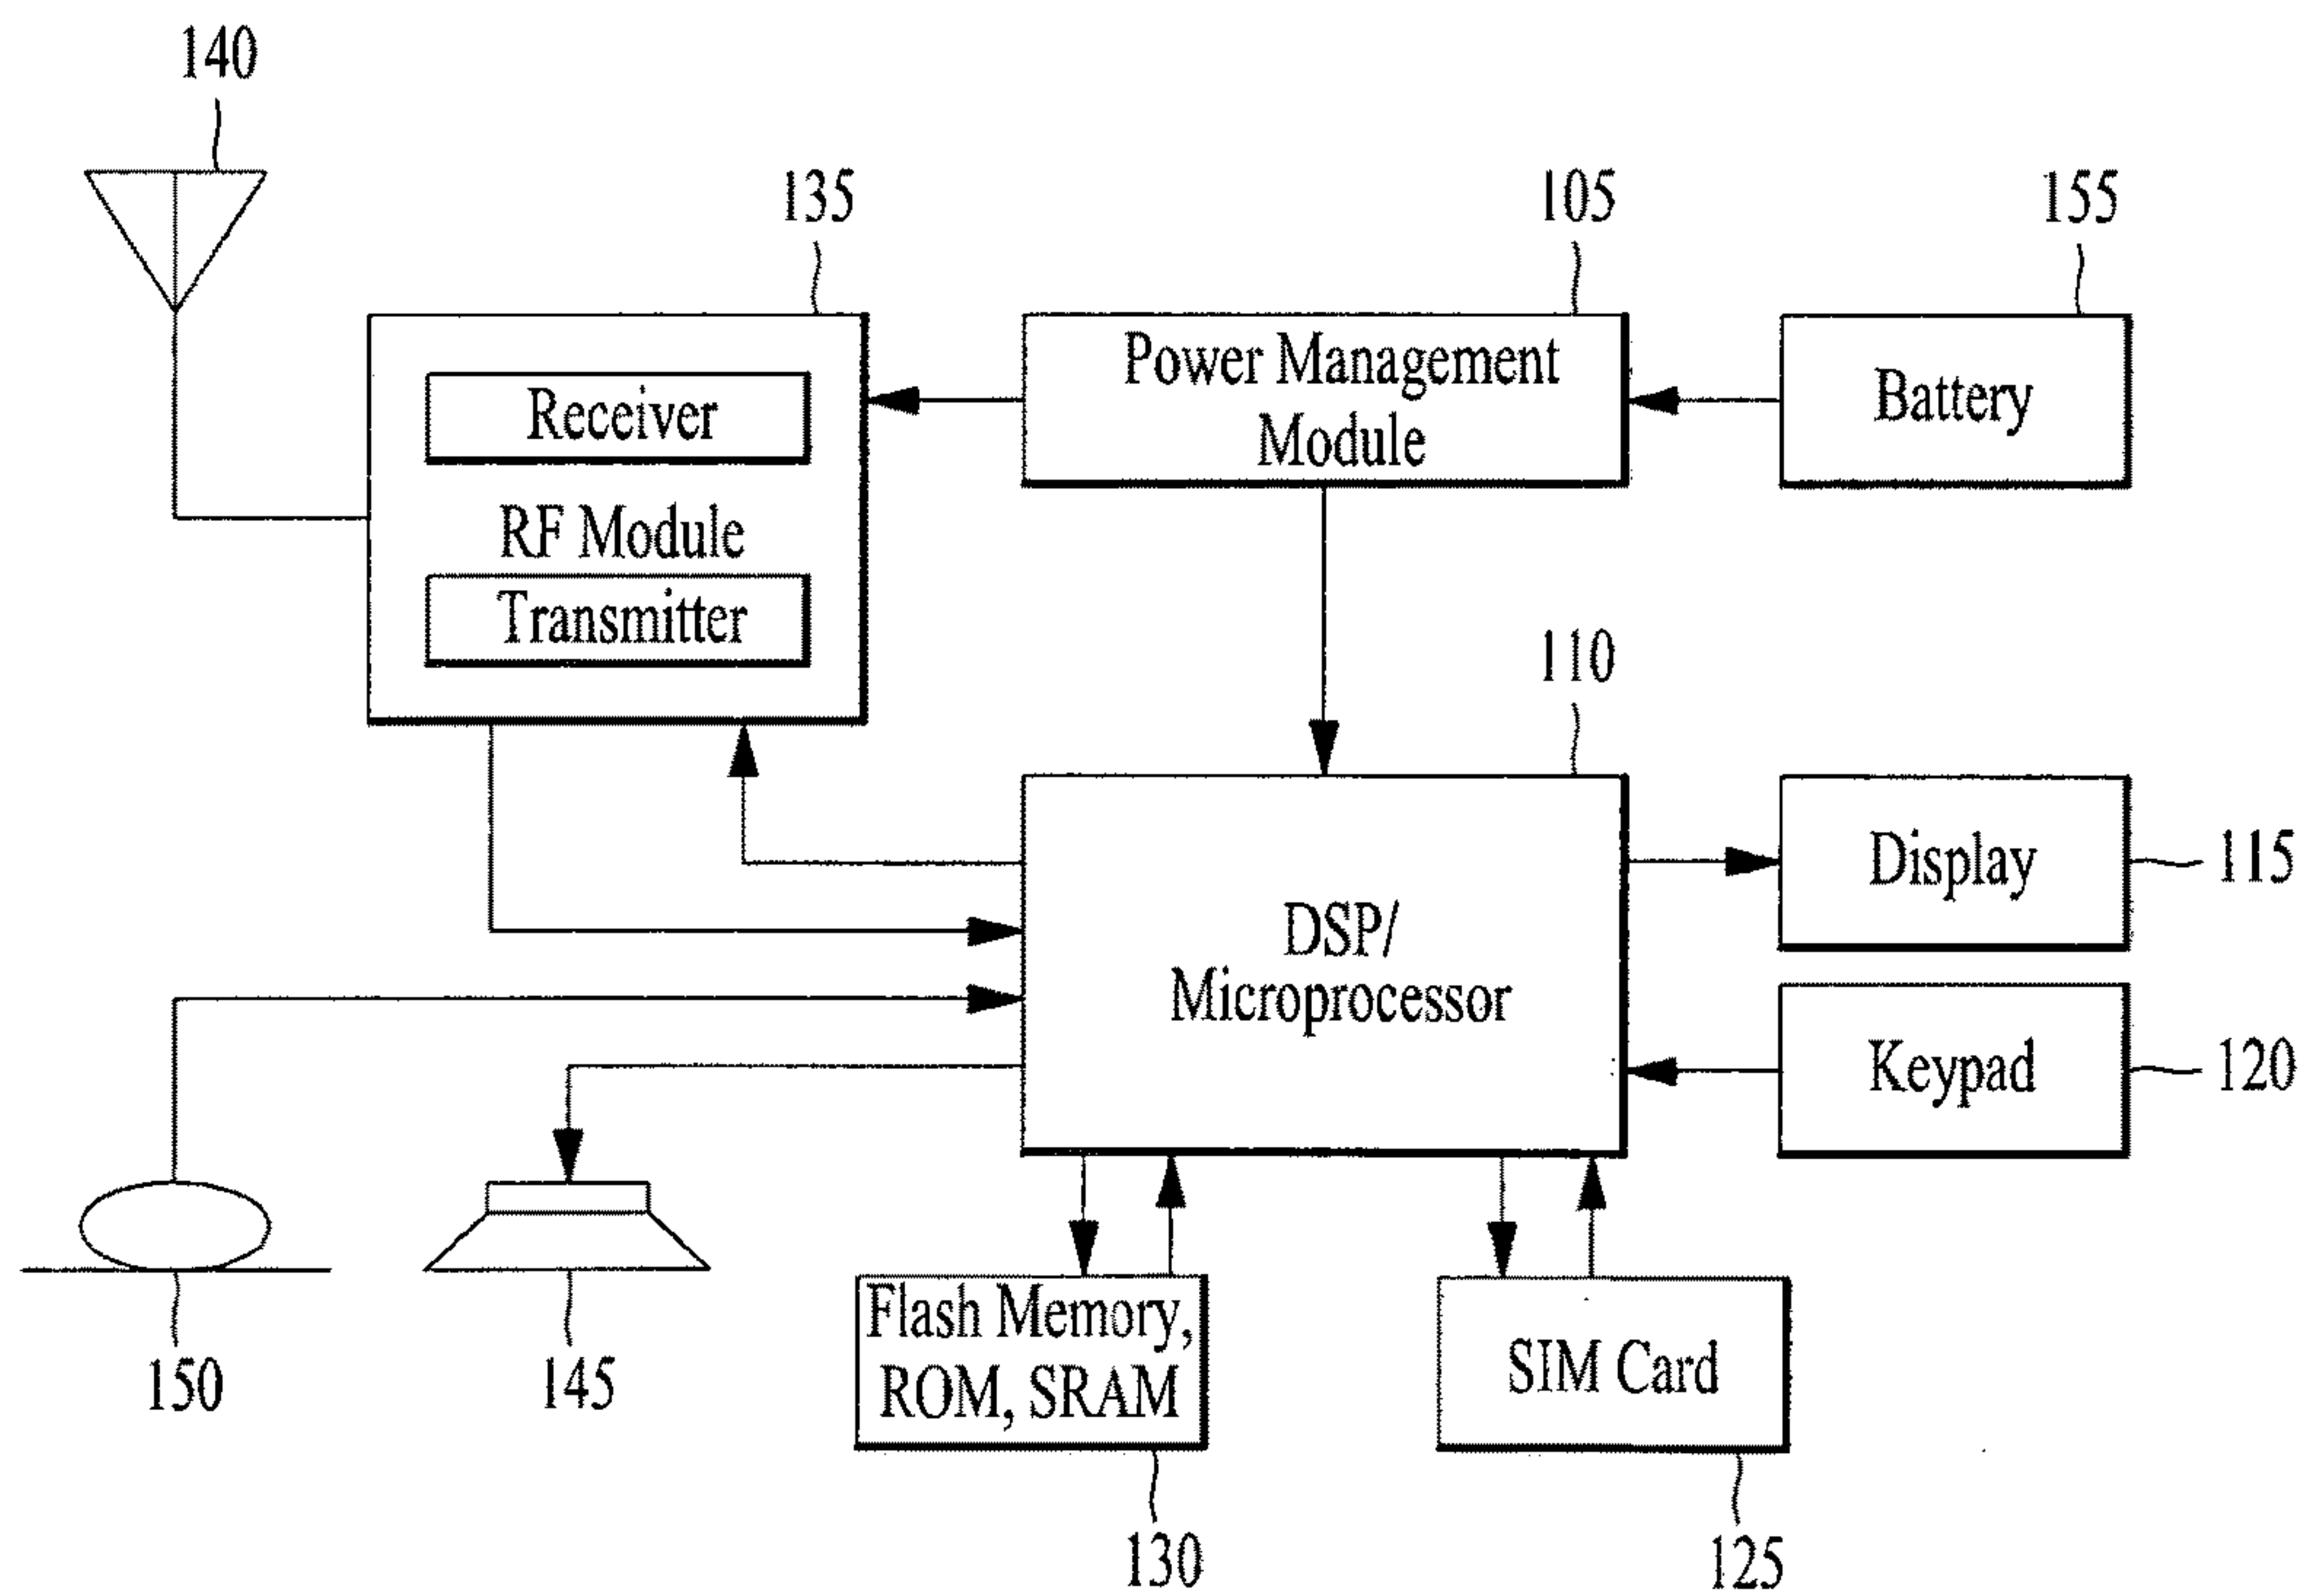 140
135
105
155
Receiver
RF Module
Transmitter
Power Management
Module
Battery
110
DSP/
Microprocessor
Display
115
Keypad
120
150
145
Flash Memory,
ROM, SRAM
SIM Card
130
125